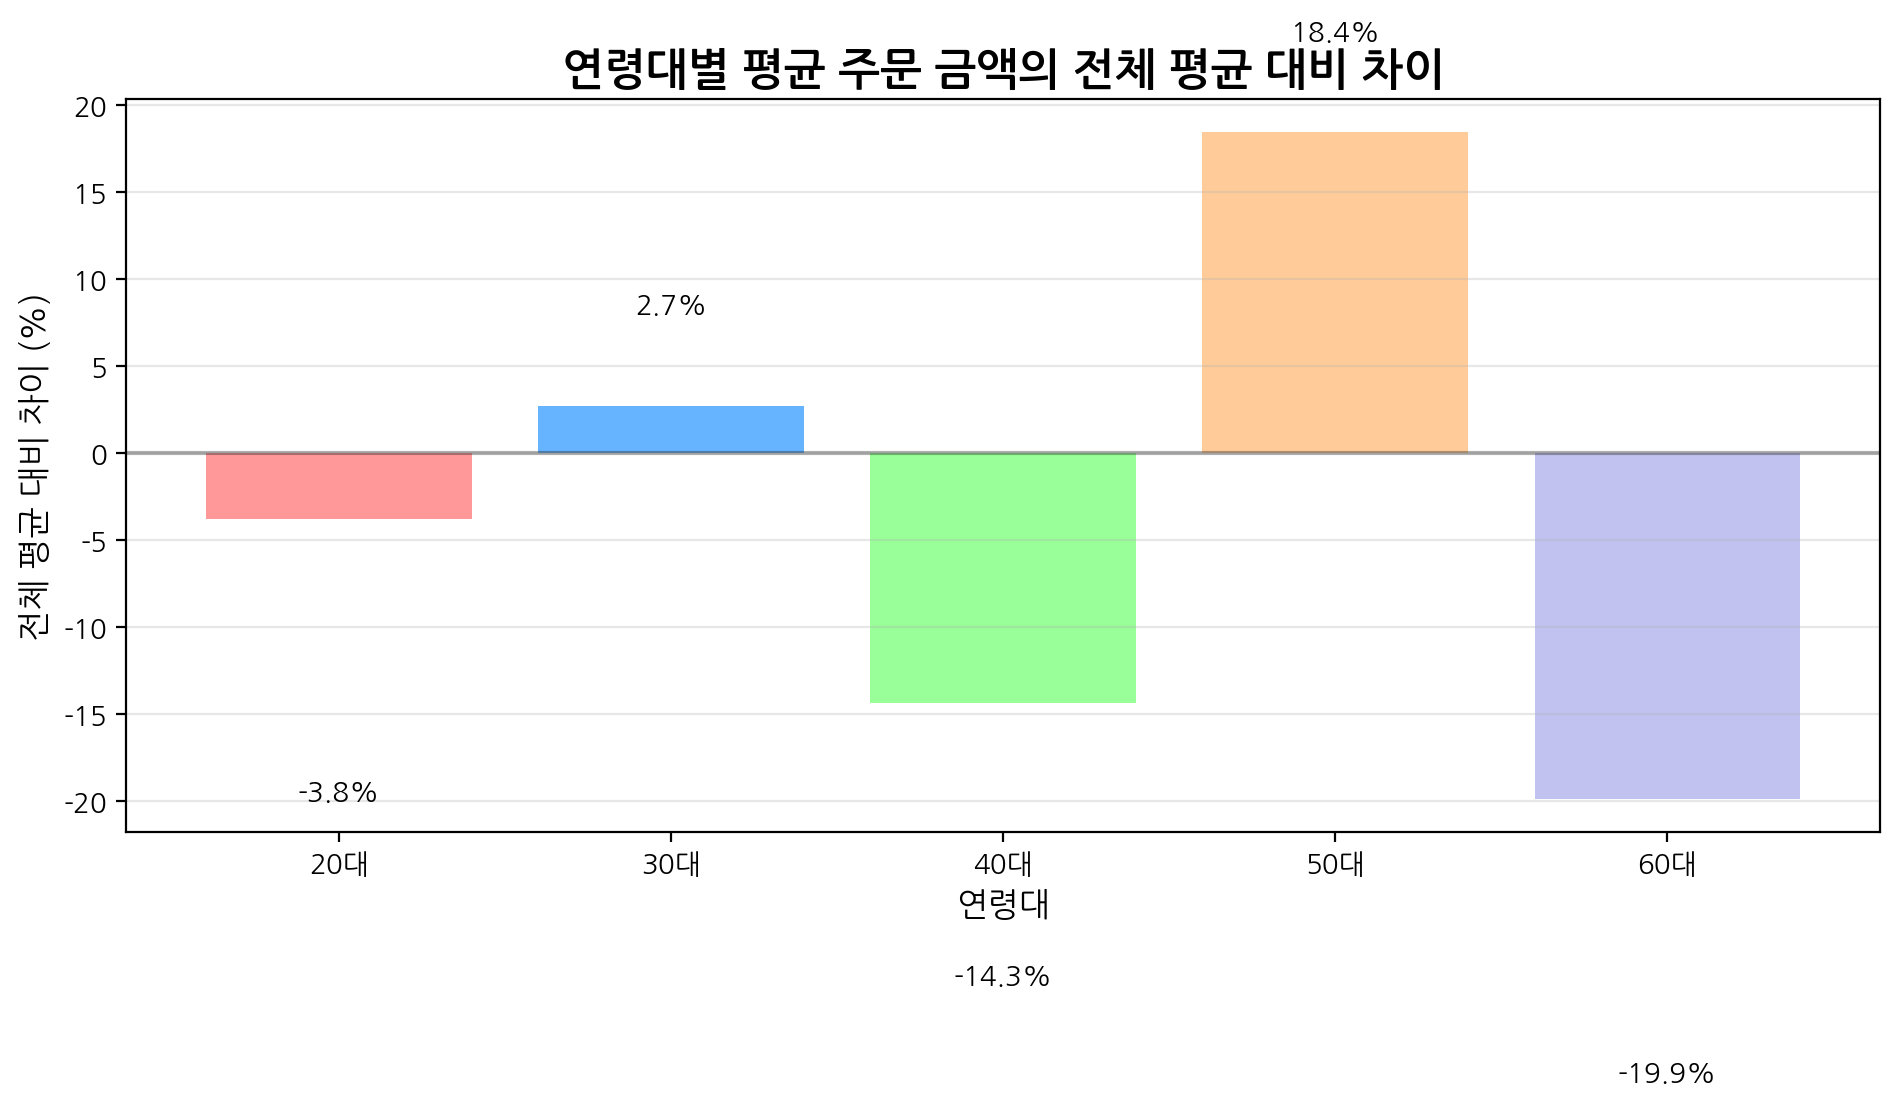 18.4%
연령대별 평균 주문 금액의 전체 평균 대비 차이
전체 평균 대비 차이 (%)
20
15
10
5
0
-5
-10
-15
-20
2.7%
-3.8%
20대
30대
40대
50대
60대
연령대
-14.3%
-19.9%